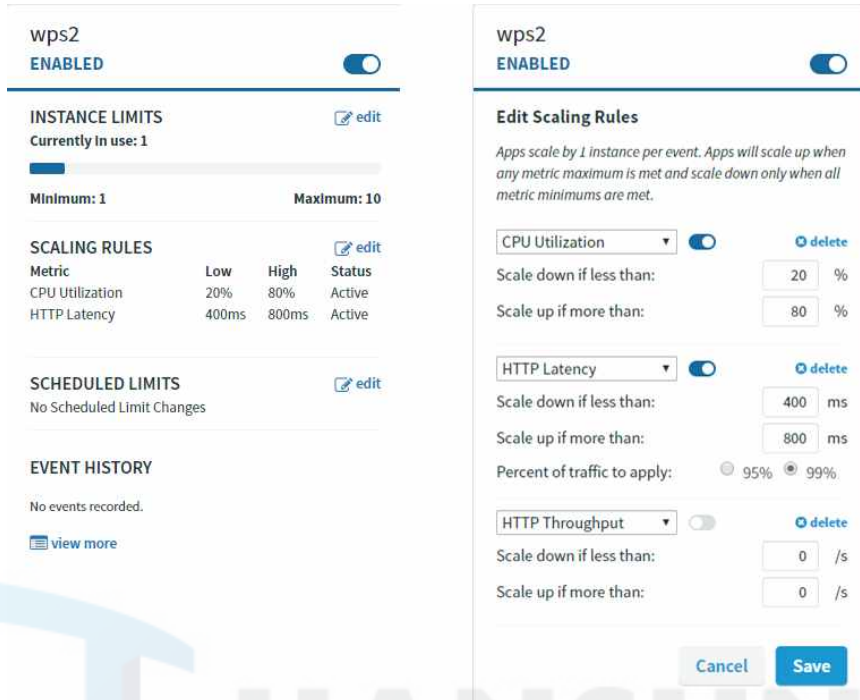 wps2
ENABLED
INSTANCE LIMITS edit
Currently In use: 1
Minimum: 1 Maximum: 10
SCALING RULES edit
Metric Low High Status
CPU Utilization 20% 80% Active
HTTP Latency 400ms 800ms Active
SCHEDULED LIMITS edit
No Scheduled Limit Changes
EVENT HISTORY
No events recorded.
view more
wps2
ENABLED
Edit Scaling Rules
Apps scale by 1 instance per event. Apps will scale up when
any metric maximum is met and scale down only when all
metric minimums are met.
CPU Utilization delete
Scale down if less than: 20 %
Scale up if more than: 80 %
HTTP Latency delete
Scale down if less than: 400 ms
Scale up if more than: 800 ms
Percent of traffic to apply: 95% 99%
HTTP Throughput delete
Scale down if less than: 0 /s
Scale up if more than: 0 /s
Cancel Save